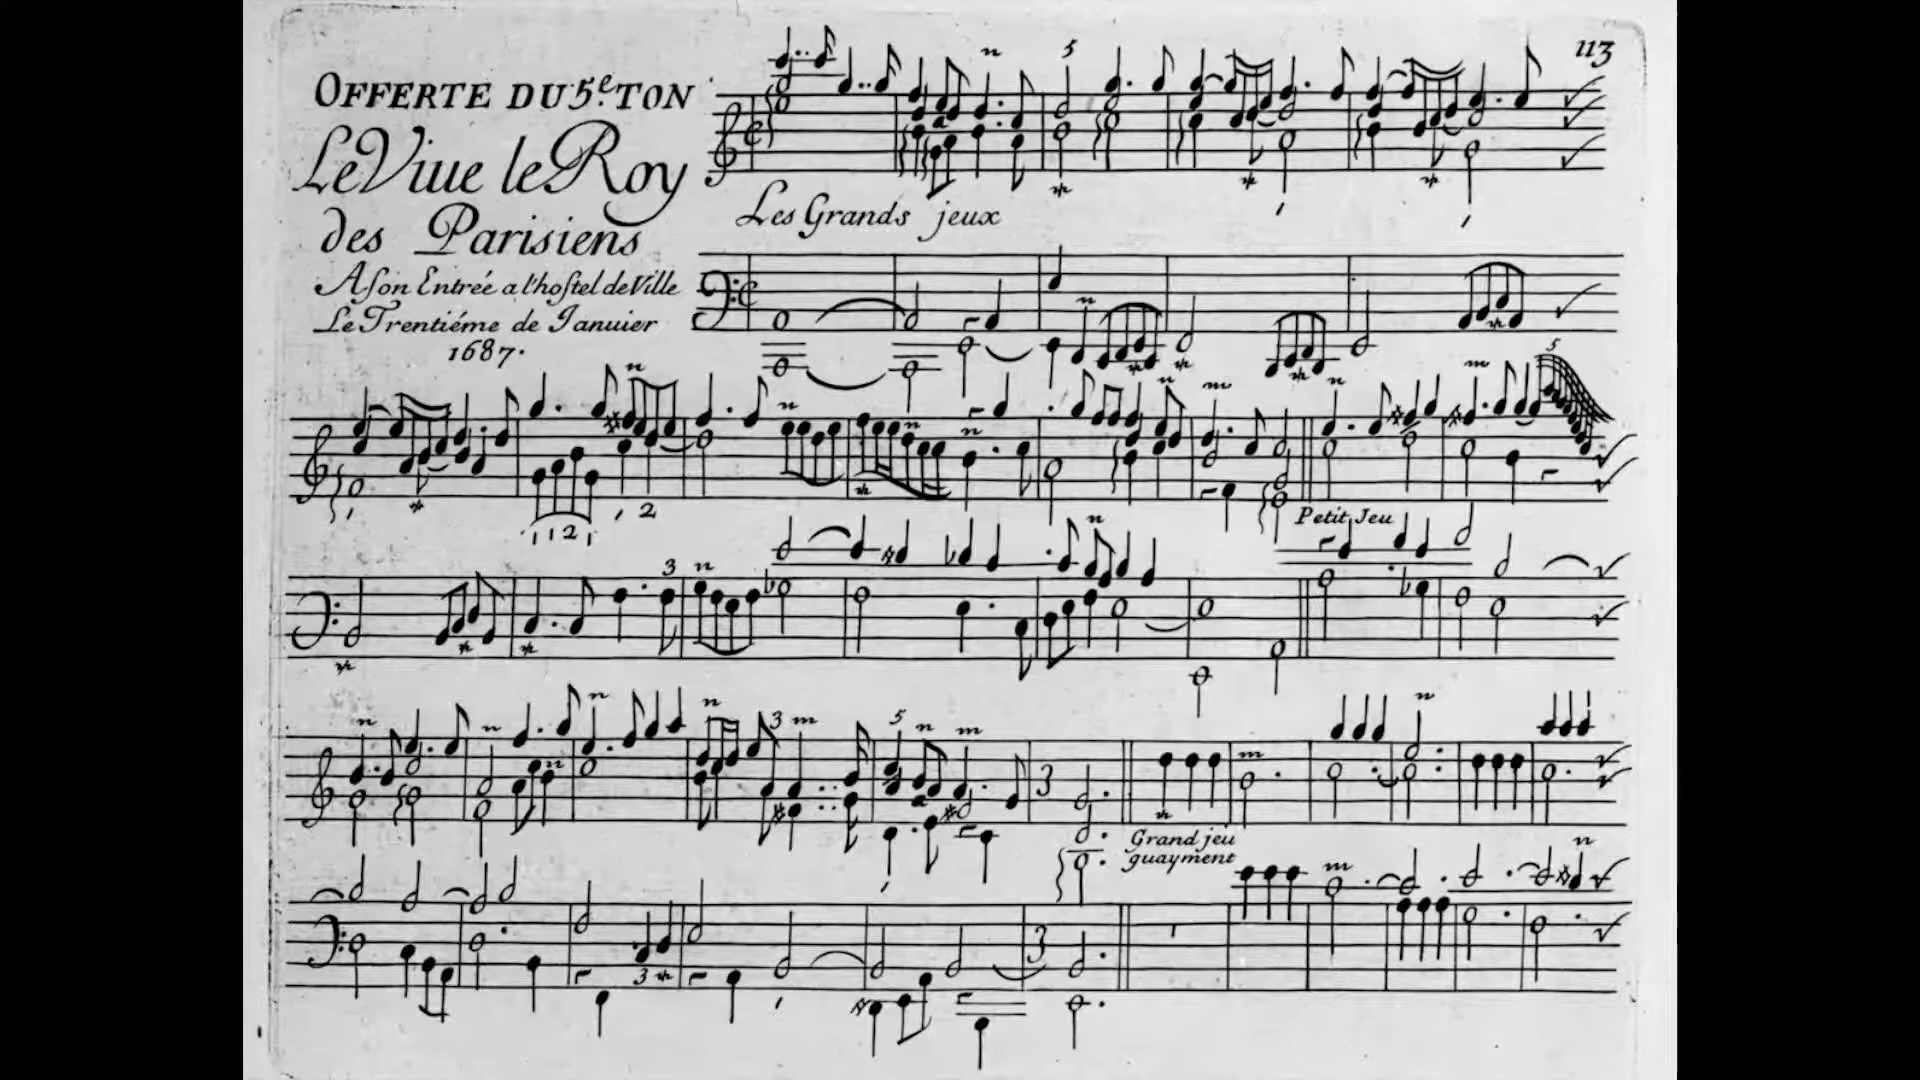 113
OFFERTE DU 5.e TON
Le Viue le Roy
des Parisiens
A son Entrée a l'hostel de Ville
Le Trentiéme de Ianuier
1687.
Les Grands jeux
Petit Jeu
Grand jeu
guayment